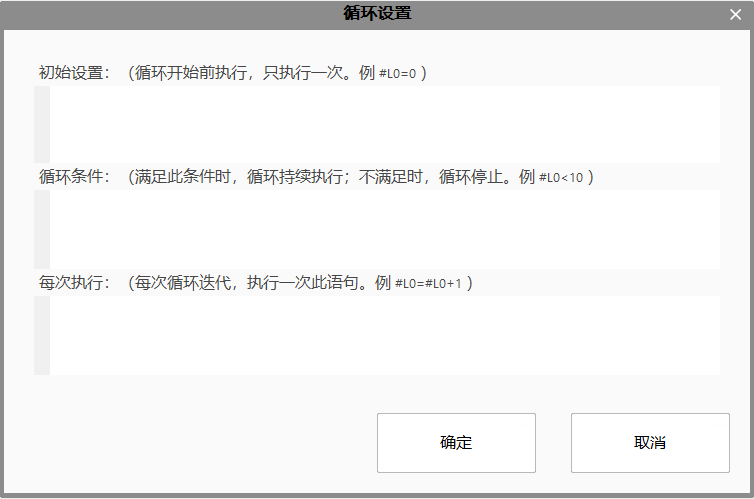 循环设置
初始设置：（循环开始前执行，只执行一次。例 #L0=0 ）
循环条件：（满足此条件时，循环持续执行；不满足时，循环停止。例 #L0<10 ）
每次执行：（每次循环迭代，执行一次此语句。例 #L0=#L0+1 ）
确定 取消